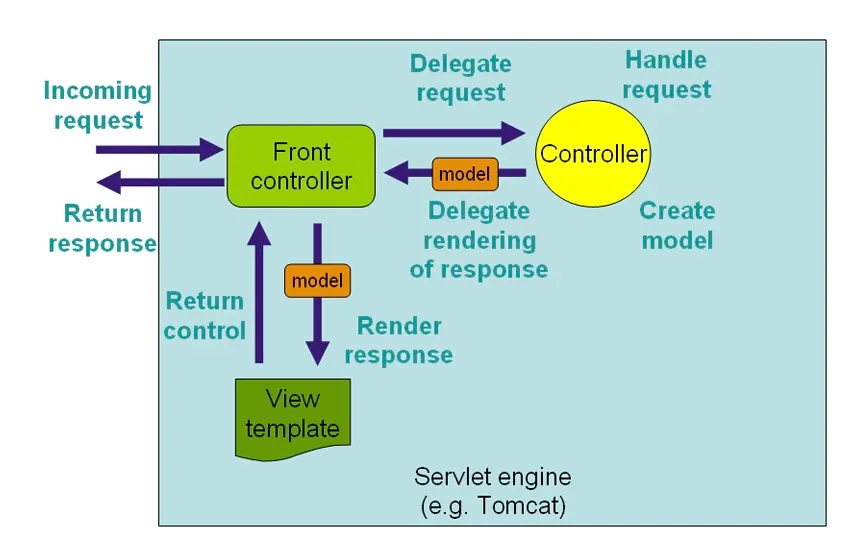 Incoming
request
Return
response
Front
controller
Delegate
request
model
Delegate
rendering
of response
Handle
request
Controller
Create
model
model
Return
control
Render
response
View
template
Servlet engine
(e.g. Tomcat)